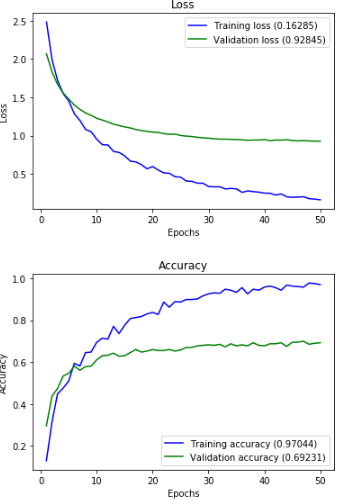 Loss
Training loss (0.16285)
Validation loss (0.92845)
2.5
2.0
1.5
1.0
0.5
Loss
0
10
20
30
40
50
Epochs
Accuracy
1.0
0.8
0.6
0.4
0.2
Accuracy
Training accuracy (0.97044)
Validation accuracy (0.69231)
0
10
20
30
40
50
Epochs